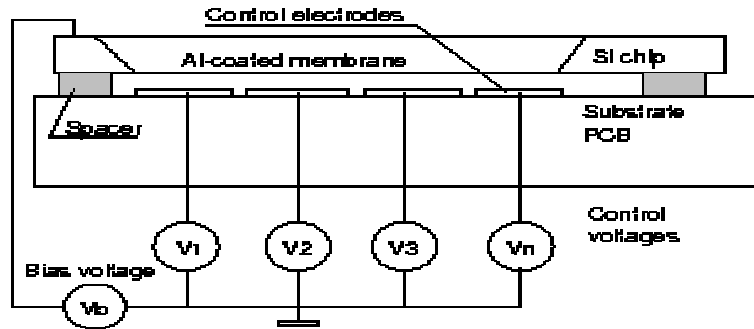 Control electrodes
Al-coated membrane
Si chip
Spacer
Substrate
PCB
V1
V2
V3
Vn
Control
voltages
Bias voltage
Vb